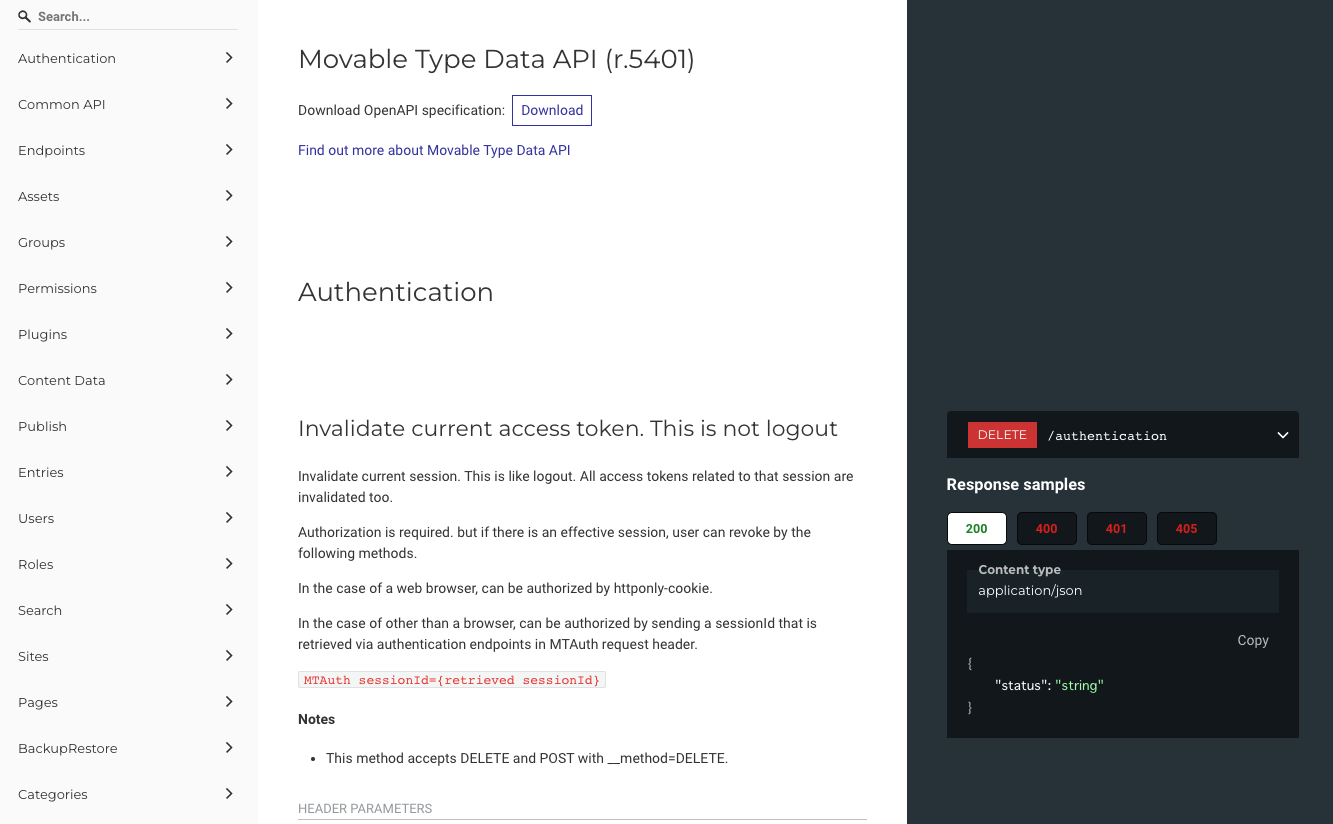 Search...
Authentication
Common API
Endpoints
Assets
Groups
Permissions
Plugins
Content Data
Publish
Entries
Users
Roles
Search
Sites
Pages
BackupRestore
Categories
Movable Type Data API (r.5401)
Download OpenAPI specification: Download
Find out more about Movable Type Data API
Authentication
Invalidate current access token. This is not logout
Invalidate current session. This is like logout. All access tokens related to that session are
invalidated too.
Authorization is required. but if there is an effective session, user can revoke by the
following methods.
In the case of a web browser, can be authorized by httponly-cookie.
In the case of other than a browser, can be authorized by sending a sessionId that is
retrieved via authentication endpoints in MTAuth request header.
MTAuth sessionId={retrieved sessionId}
Notes
• This method accepts DELETE and POST with __method=DELETE.
HEADER PARAMETERS
DELETE /authentication
Response samples
200 400 401 405
Content type
application/json
Copy
{
"status": "string"
}